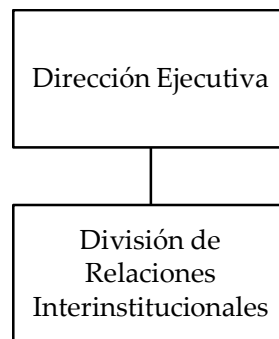 Dirección Ejecutiva
División de
Relaciones
Interinstitucionales